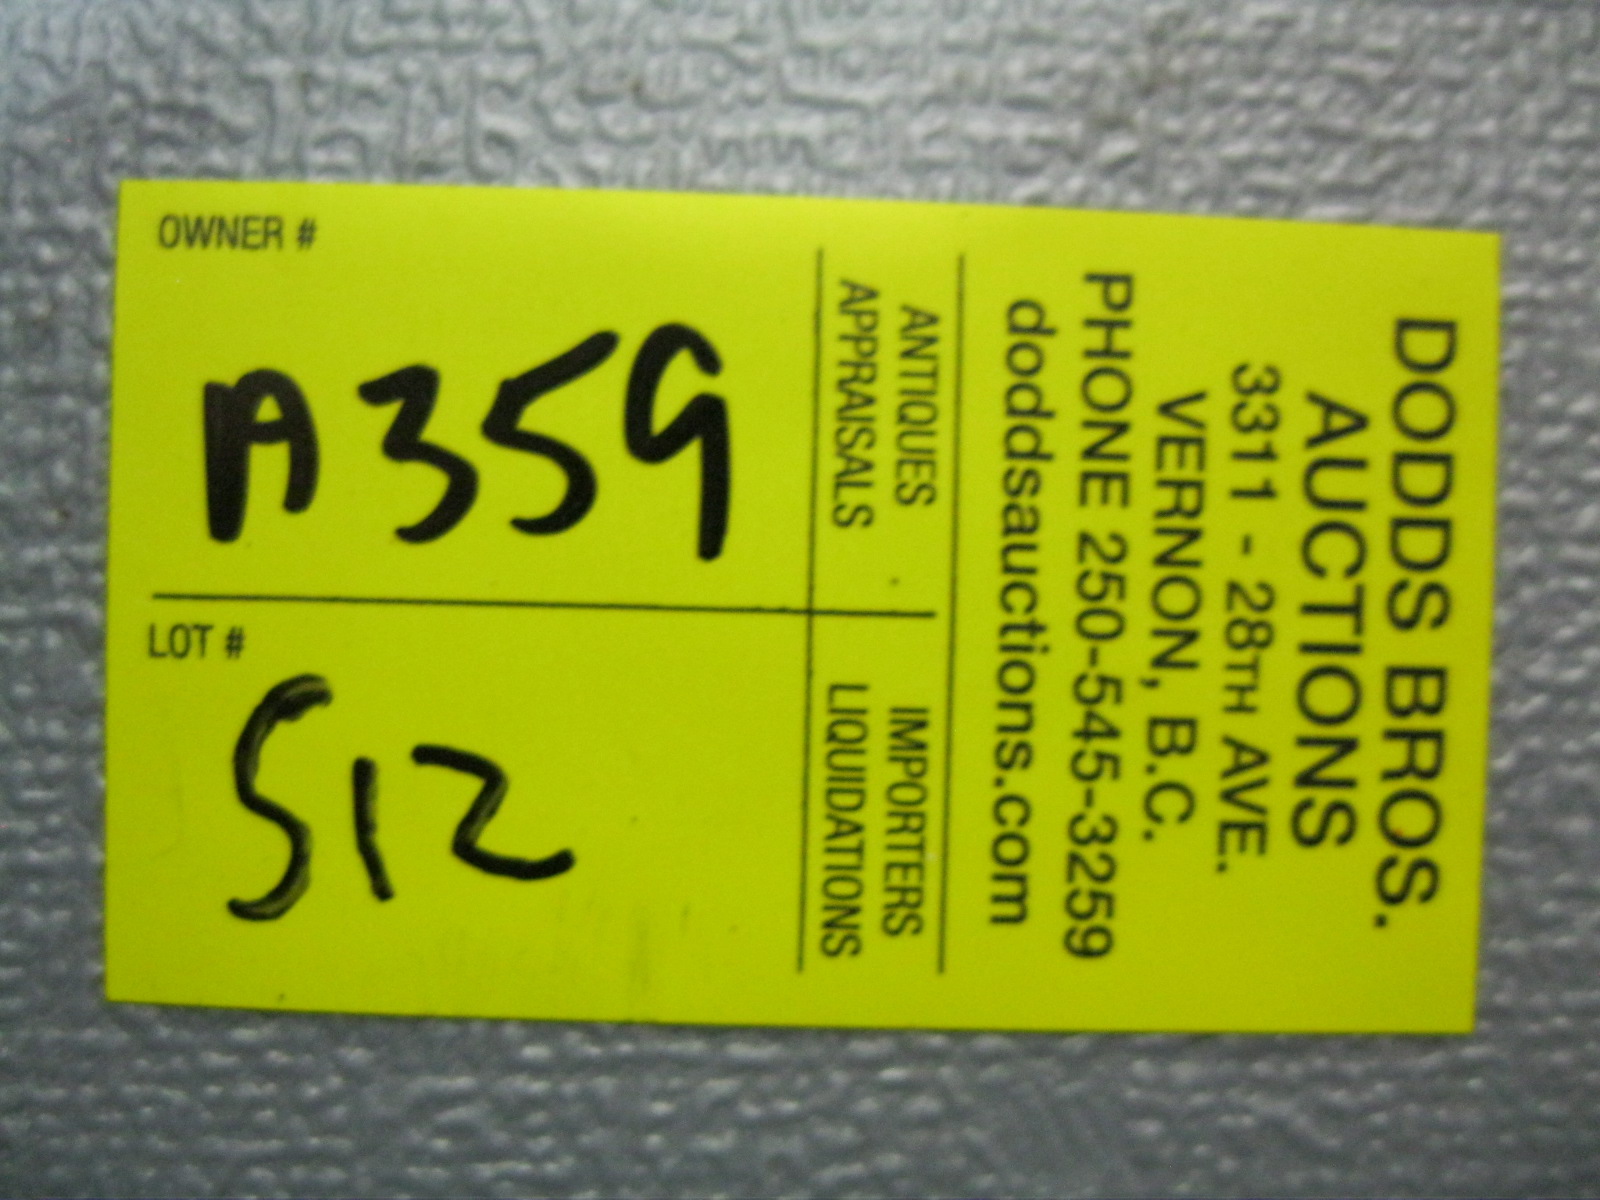 OWNER #
A359
LOT #
512
ANTIQUES
APPRAISALS
IMPORTERS
LIQUIDATIONS
DODDS BROS.
AUCTIONS
3311 - 28TH AVE.
VERNON, B.C.
PHONE 250-545-3259
doddsauctions.com